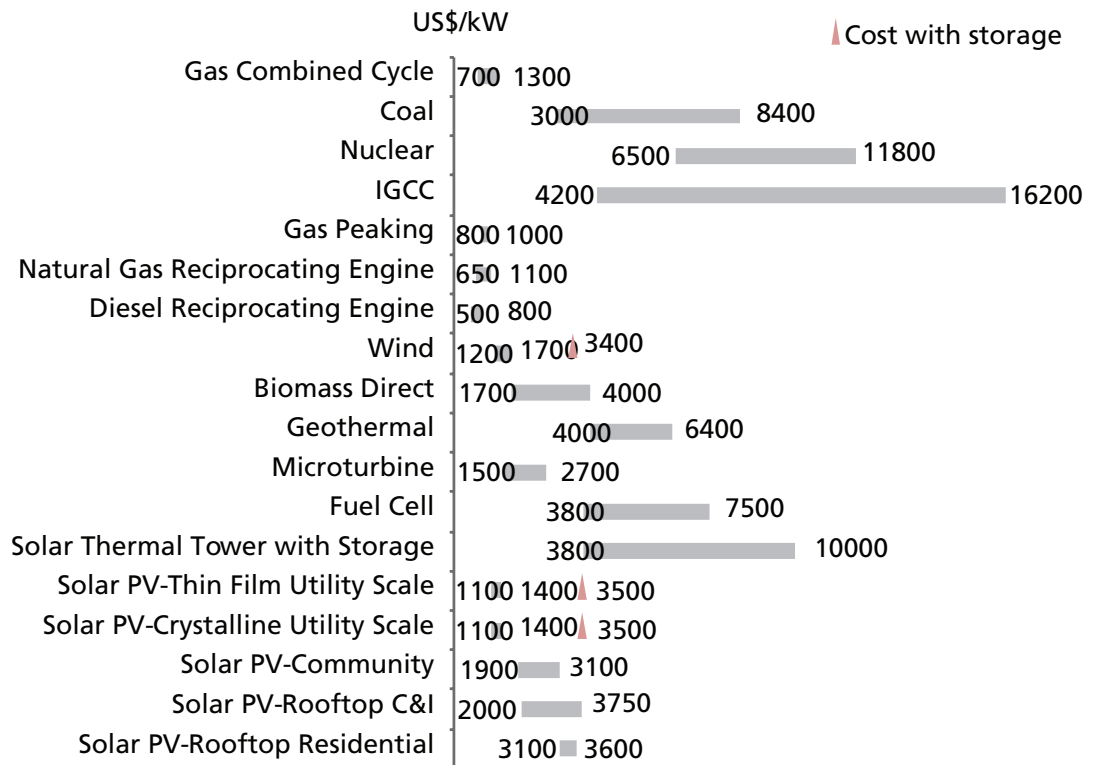 US$/kW
Cost with storage
Gas Combined Cycle 700 1300
Coal 3000 8400
Nuclear 6500 11800
IGCC 4200 16200
Gas Peaking 800 1000
Natural Gas Reciprocating Engine 650 1100
Diesel Reciprocating Engine 500 800
Wind 1200 1700 3400
Biomass Direct 1700 4000
Geothermal 4000 6400
Microturbine 1500 2700
Fuel Cell 3800 7500
Solar Thermal Tower with Storage 3800 10000
Solar PV-Thin Film Utility Scale 1100 1400 3500
Solar PV-Crystalline Utility Scale 1100 1400 3500
Solar PV-Community 1900 3100
Solar PV-Rooftop C&I 2000 3750
Solar PV-Rooftop Residential 3100 3600